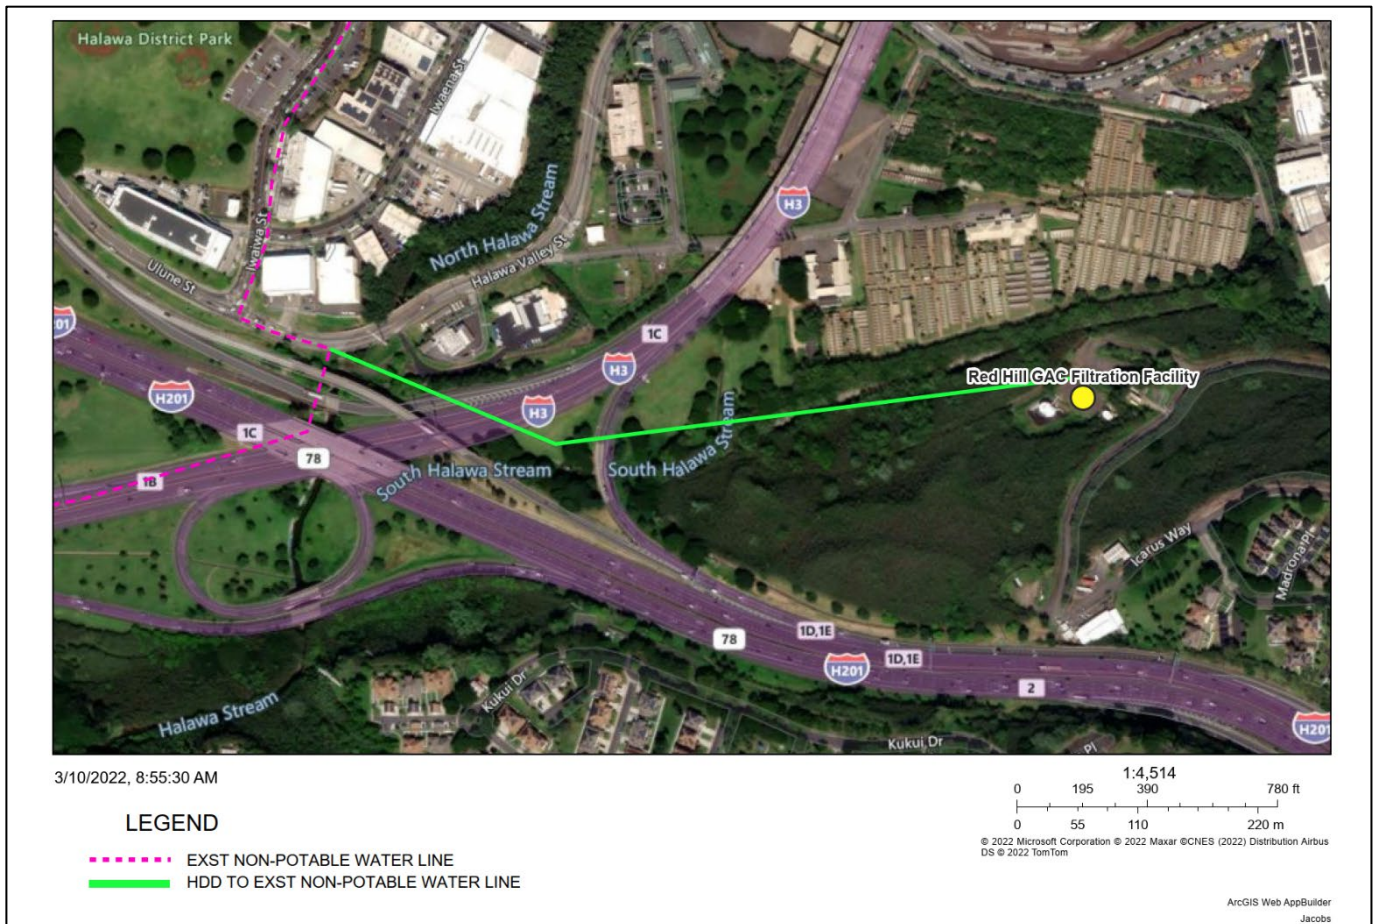 Halawa District Park
Iwaena St
Iwaiwa St
North Halawa Stream
Ulune St
Halawa Valley St
H3
1C
H201
H3
H201
H3
1C
78
1B
South Halawa Stream
South Halawa Stream
Red Hill GAC Filtration Facility
Icarus Way
Madrona Pl
78
1D,1E
1D,1E
H201
2
H201
Halawa Stream
Kukui Dr
Kukui Dr
Pl
3/10/2022, 8:55:30 AM
1:4,514
0 195 390 780 ft
0 55 110 220 m
© 2022 Microsoft Corporation © 2022 Maxar ©CNES (2022) Distribution Airbus
DS © 2022 TomTom
LEGEND
EXST NON-POTABLE WATER LINE
HDD TO EXST NON-POTABLE WATER LINE
ArcGIS Web AppBuilder
Jacobs